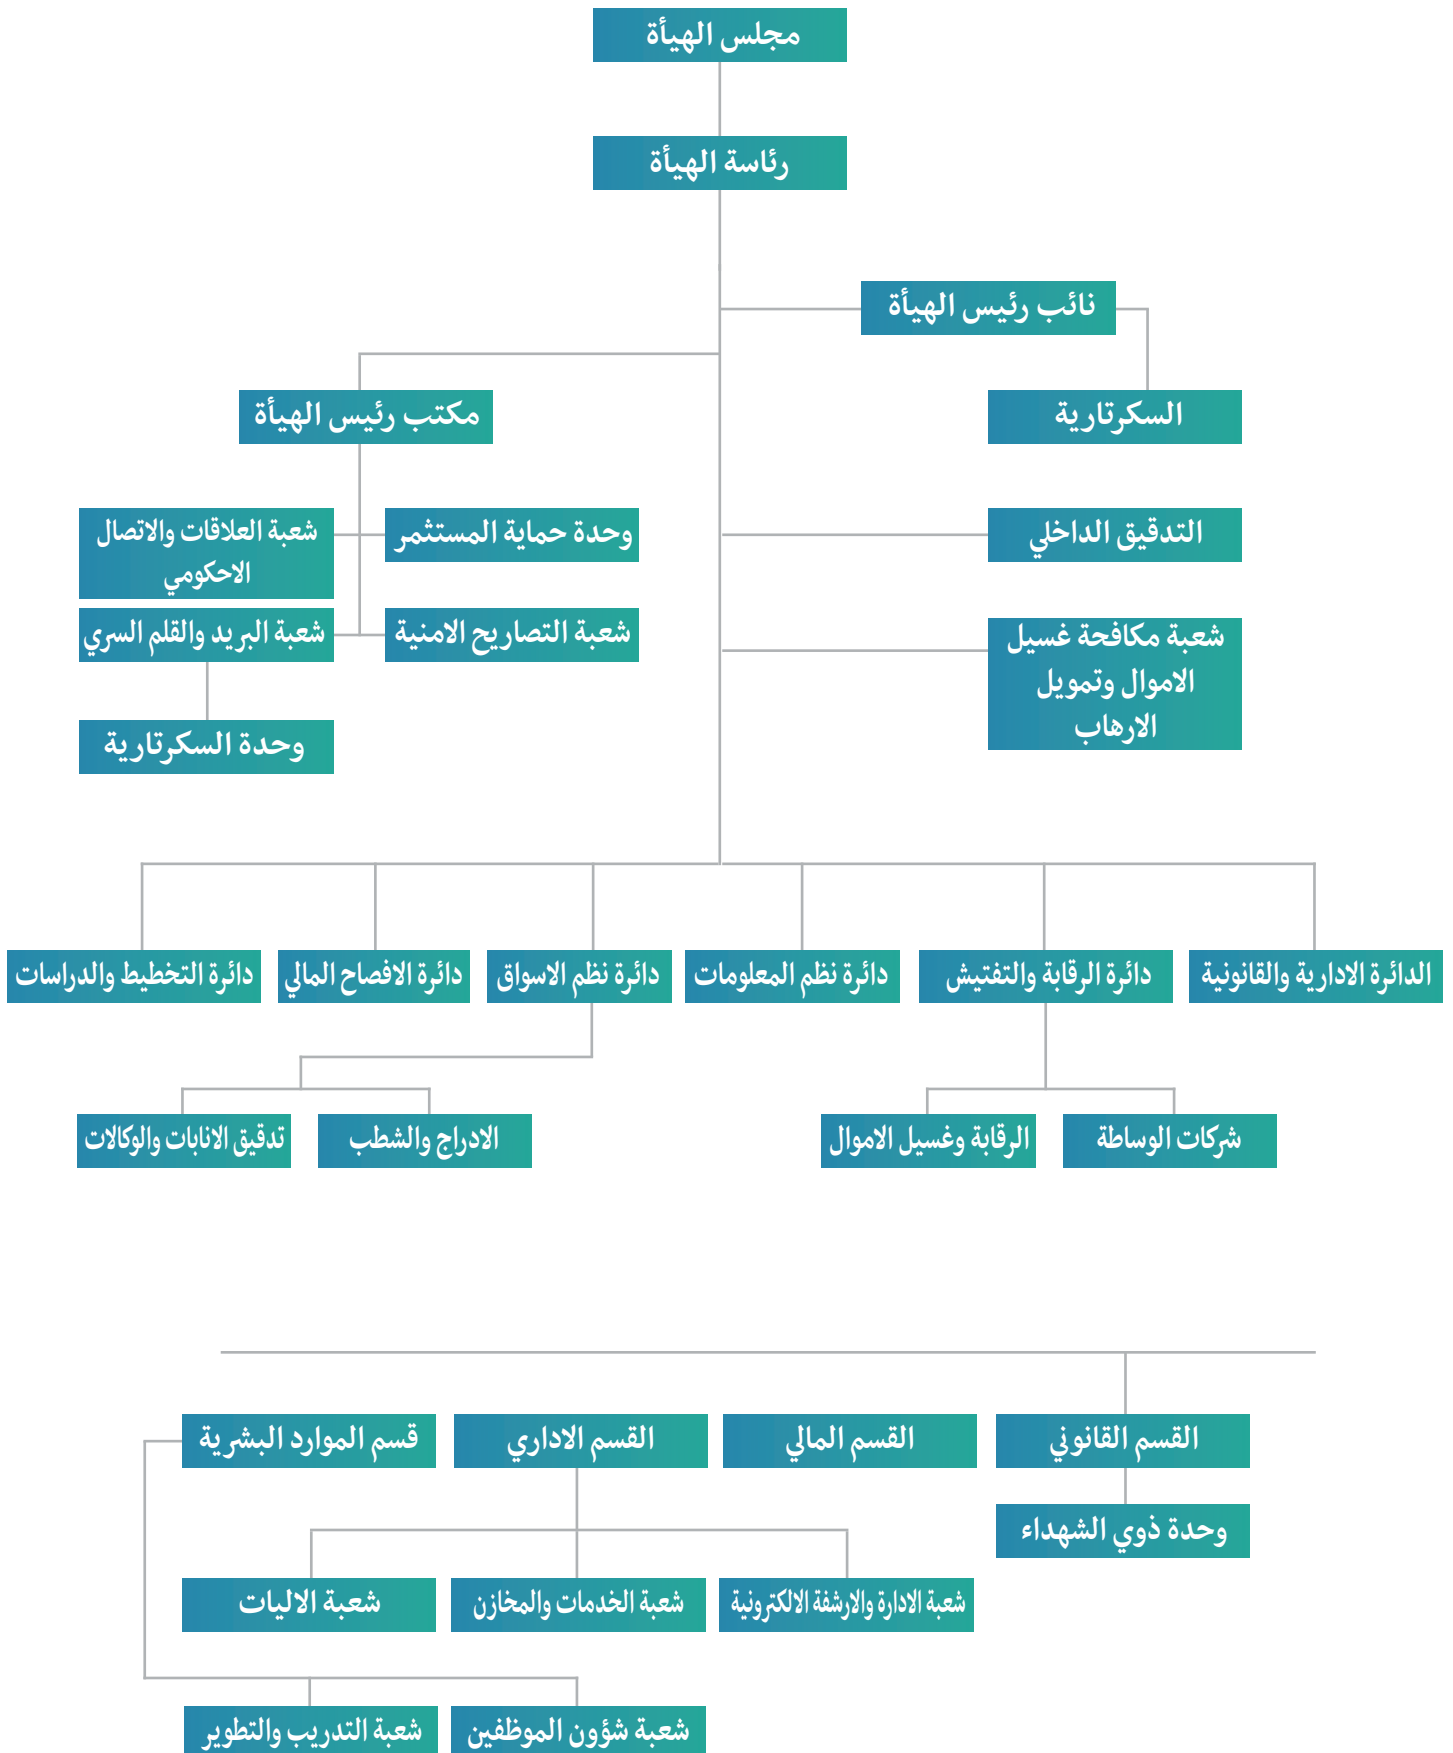 مجلس الهيأة
رئاسة الهيأة
نائب رئيس الهيأة
مكتب رئيس الهيأة
السكرتارية
شعبة العلاقات والاتصال
الاحكومي
وحدة حماية المستثمر
التدقيق الداخلي
شعبة البريد والقلم السري
شعبة التصاريح الامنية
شعبة مكافحة غسيل
الاموال وتمويل
الارهاب
وحدة السكرتارية
الدائرة الادارية والقانونية
دائرة الرقابة والتفتيش
دائرة نظم المعلومات
دائرة نظم الاسواق
دائرة الافصاح المالي
دائرة التخطيط والدراسات
شركات الوساطة
الرقابة وغسيل الاموال
الادراج والشطب
تدقيق الانابات والوكالات
القسم القانوني
القسم المالي
القسم الاداري
قسم الموارد البشرية
وحدة ذوي الشهداء
شعبة الادارة والارشفة الالكترونية
شعبة الخدمات والمخازن
شعبة الاليات
شعبة شؤون الموظفين
شعبة التدريب والتطوير